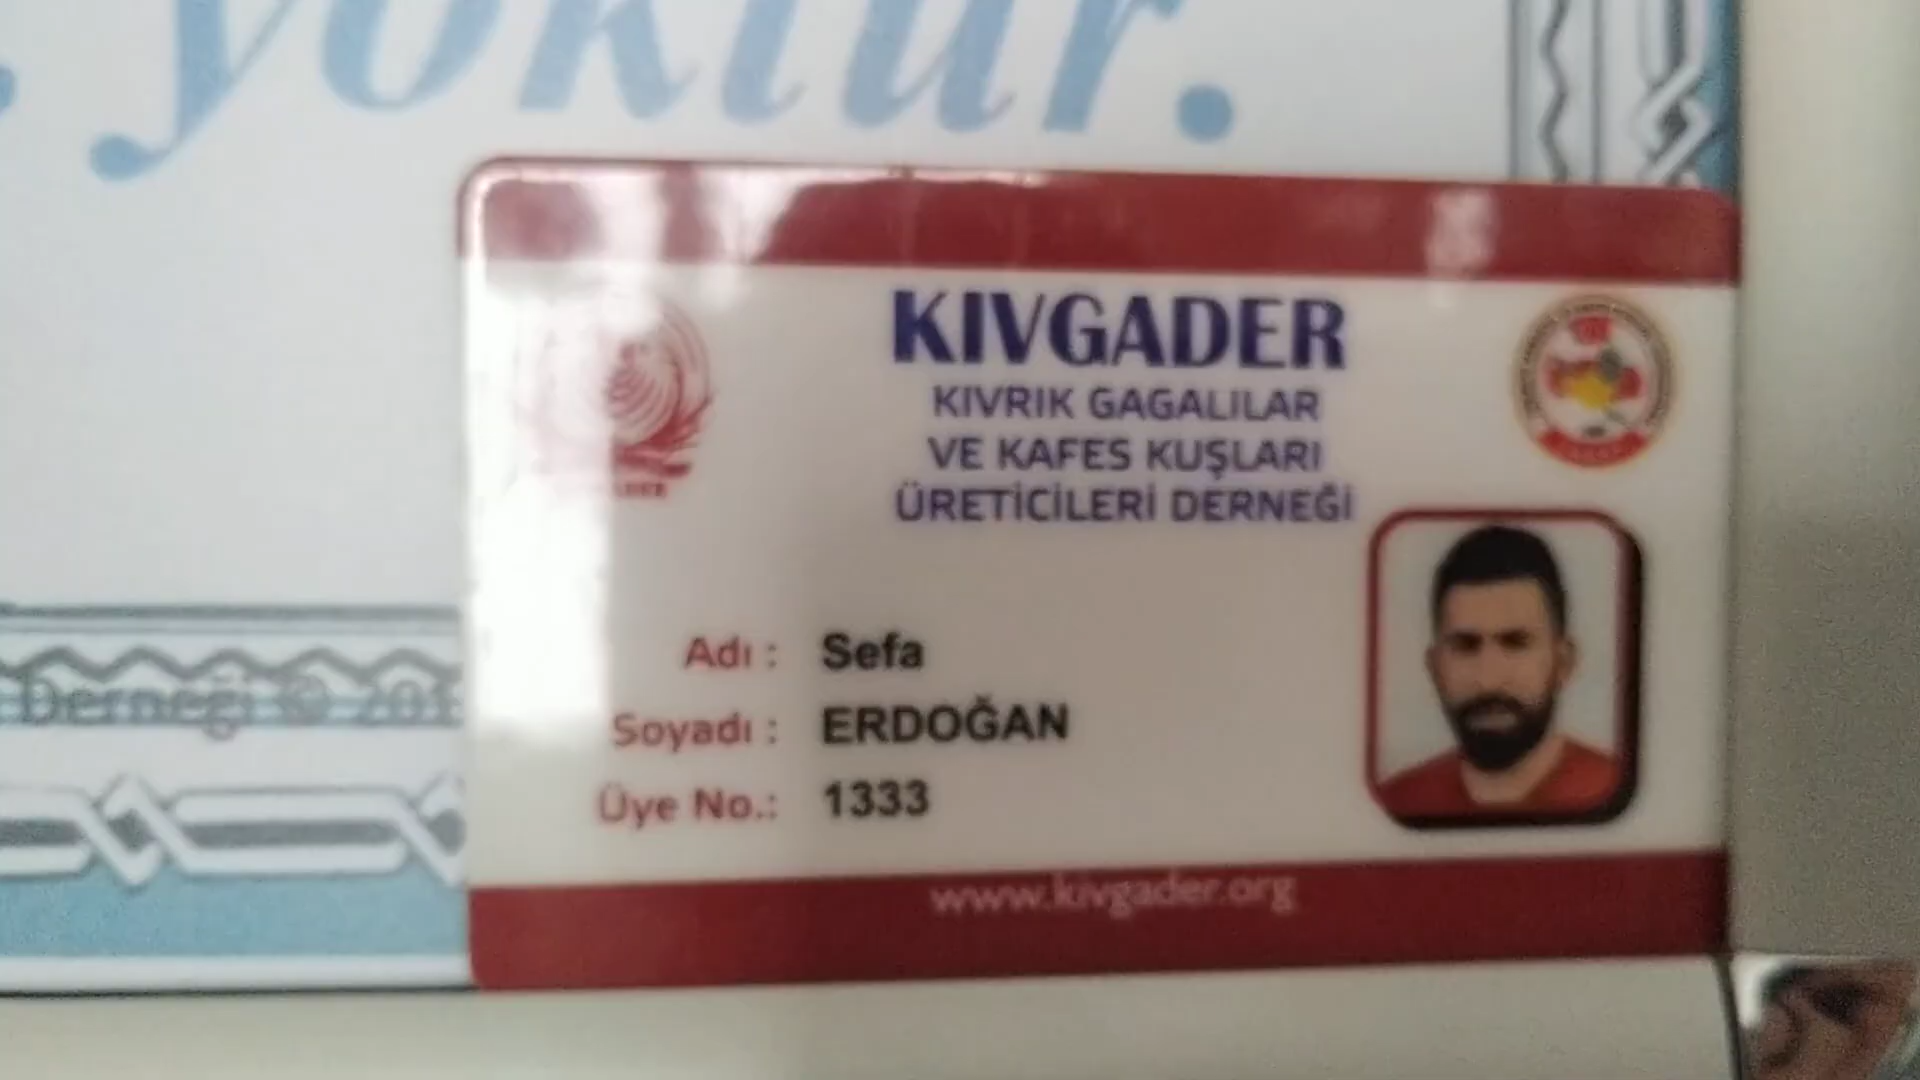 yoktur.
KIVGADER
KIVRIK GAGALILAR
VE KAFES KUŞLARI
ÜRETİCİLERİ DERNEĞİ
Adı : Sefa
Soyadı : ERDOĞAN
Üye No.: 1333
www.kivgader.org
Derneği © 201